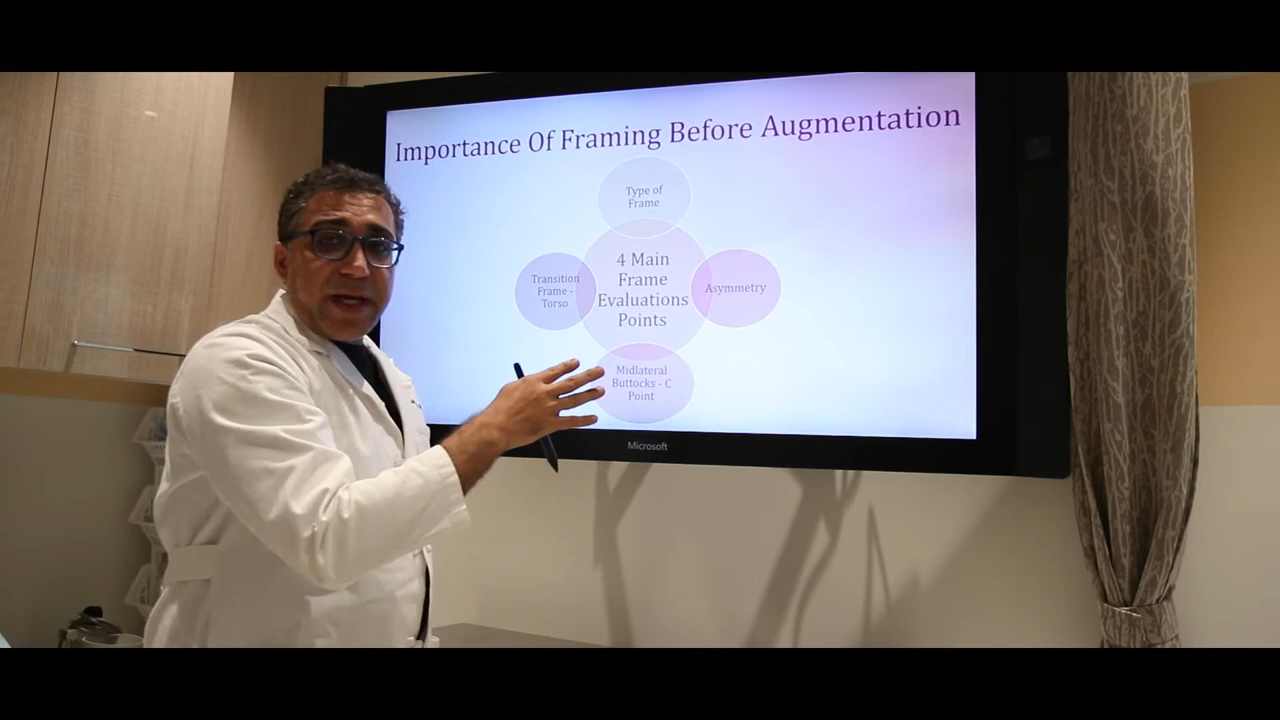 Importance Of Framing Before Augmentation
Type of
Frame
Transition
Frame -
Torso
4 Main
Frame
Evaluations
Points
Asymmetry
Midlateral
Buttocks - C
Point
Microsoft